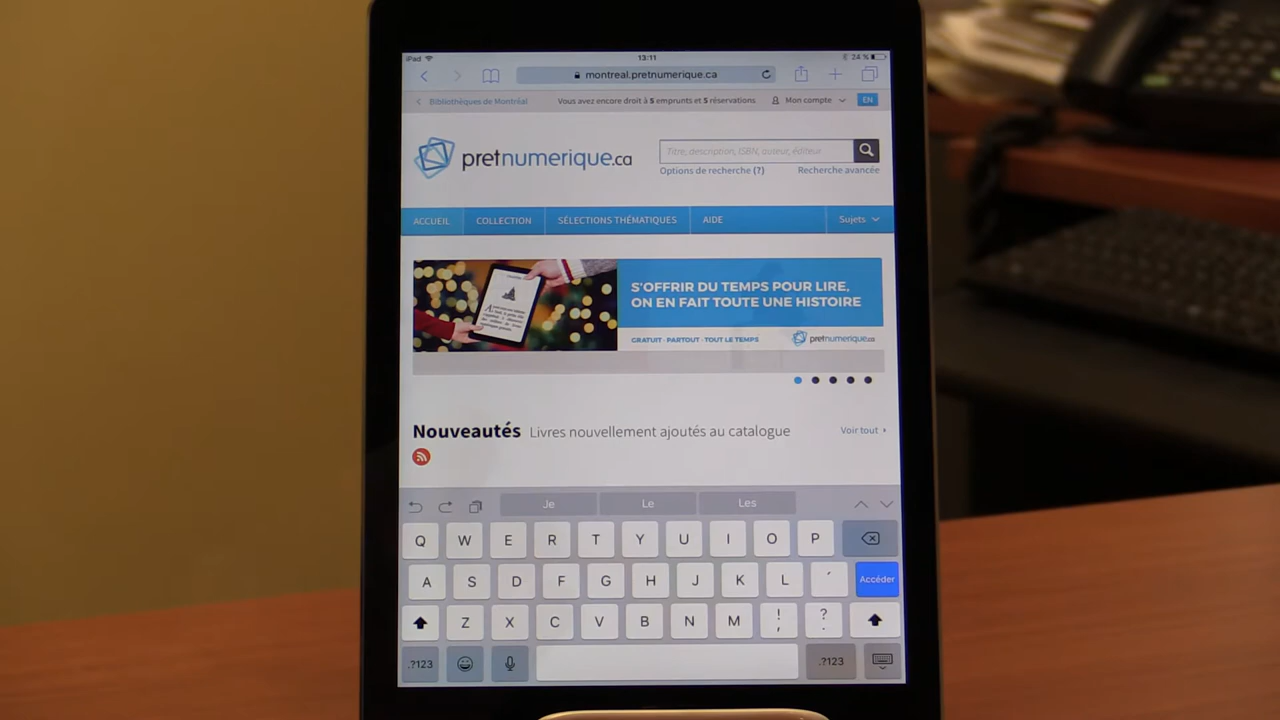 iPad 13:11 24 %
montreal.pretnumerique.ca
Bibliothèques de Montréal Vous avez encore droit à 5 emprunts et 5 réservations Mon compte EN
pretnumerique.ca Titre, description, ISBN, auteur, éditeur
Options de recherche (?) Recherche avancée
ACCUEIL COLLECTION SÉLECTIONS THÉMATIQUES AIDE Sujets
S'OFFRIR DU TEMPS POUR LIRE,
ON EN FAIT TOUTE UNE HISTOIRE
GRATUIT · PARTOUT · TOUT LE TEMPS pretnumerique.ca
Nouveautés Livres nouvellement ajoutés au catalogue Voir tout
Je Le Les
Q W E R T Y U I O P
A S D F G H J K L ´ Accéder
Z X C V B N M ! , ? .
.?123 .?123